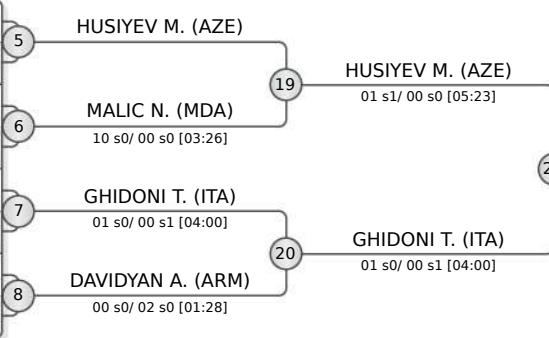 HUSIYEV M. (AZE)
5
19
HUSIYEV M. (AZE)
01 s1/ 00 s0 [05:23]
MALIC N. (MDA)
6
10 s0/ 00 s0 [03:26]
GHIDONI T. (ITA)
7
01 s0/ 00 s1 [04:00]
20
GHIDONI T. (ITA)
01 s0/ 00 s1 [04:00]
DAVIDYAN A. (ARM)
8
00 s0/ 02 s0 [01:28]